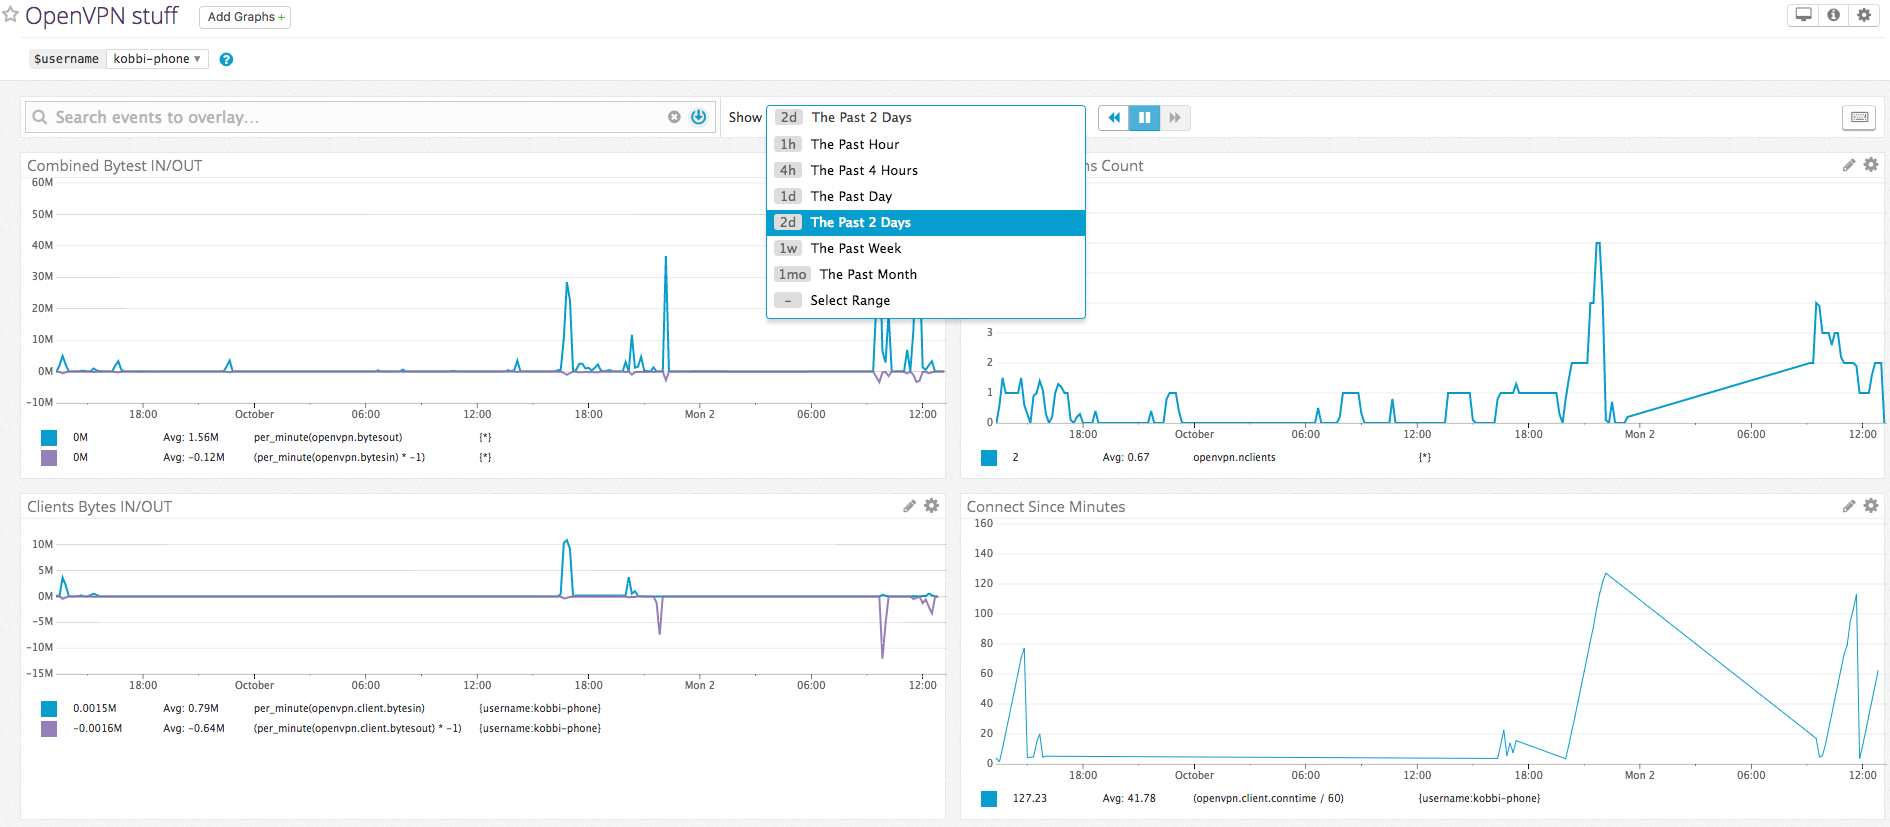 OpenVPN stuff Add Graphs +
$username kobbi-phone ▾ ?
Search events to overlay... Show 2d The Past 2 Days
1h The Past Hour
4h The Past 4 Hours
1d The Past Day
2d The Past 2 Days
1w The Past Week
1mo The Past Month
– Select Range
Combined Bytest IN/OUT
60M
50M
40M
30M
20M
10M
0M
-10M
18:00 October 06:00 12:00 18:00 Mon 2 06:00 12:00
0M Avg: 1.56M per_minute(openvpn.bytesout) {*}
0M Avg: -0.12M (per_minute(openvpn.bytesin) * -1) {*}
ns Count
3
2
1
0
18:00 October 06:00 12:00 18:00 Mon 2 06:00 12:00
2 Avg: 0.67 openvpn.nclients {*}
Clients Bytes IN/OUT
10M
5M
0M
-5M
-10M
-15M
18:00 October 06:00 12:00 18:00 Mon 2 06:00 12:00
0.0015M Avg: 0.79M per_minute(openvpn.client.bytesin) {username:kobbi-phone}
-0.0016M Avg: -0.64M (per_minute(openvpn.client.bytesout) * -1) {username:kobbi-phone}
Connect Since Minutes
160
140
120
100
80
60
40
20
0
18:00 October 06:00 12:00 18:00 Mon 2 06:00 12:00
127.23 Avg: 41.78 (openvpn.client.conntime / 60) {username:kobbi-phone}